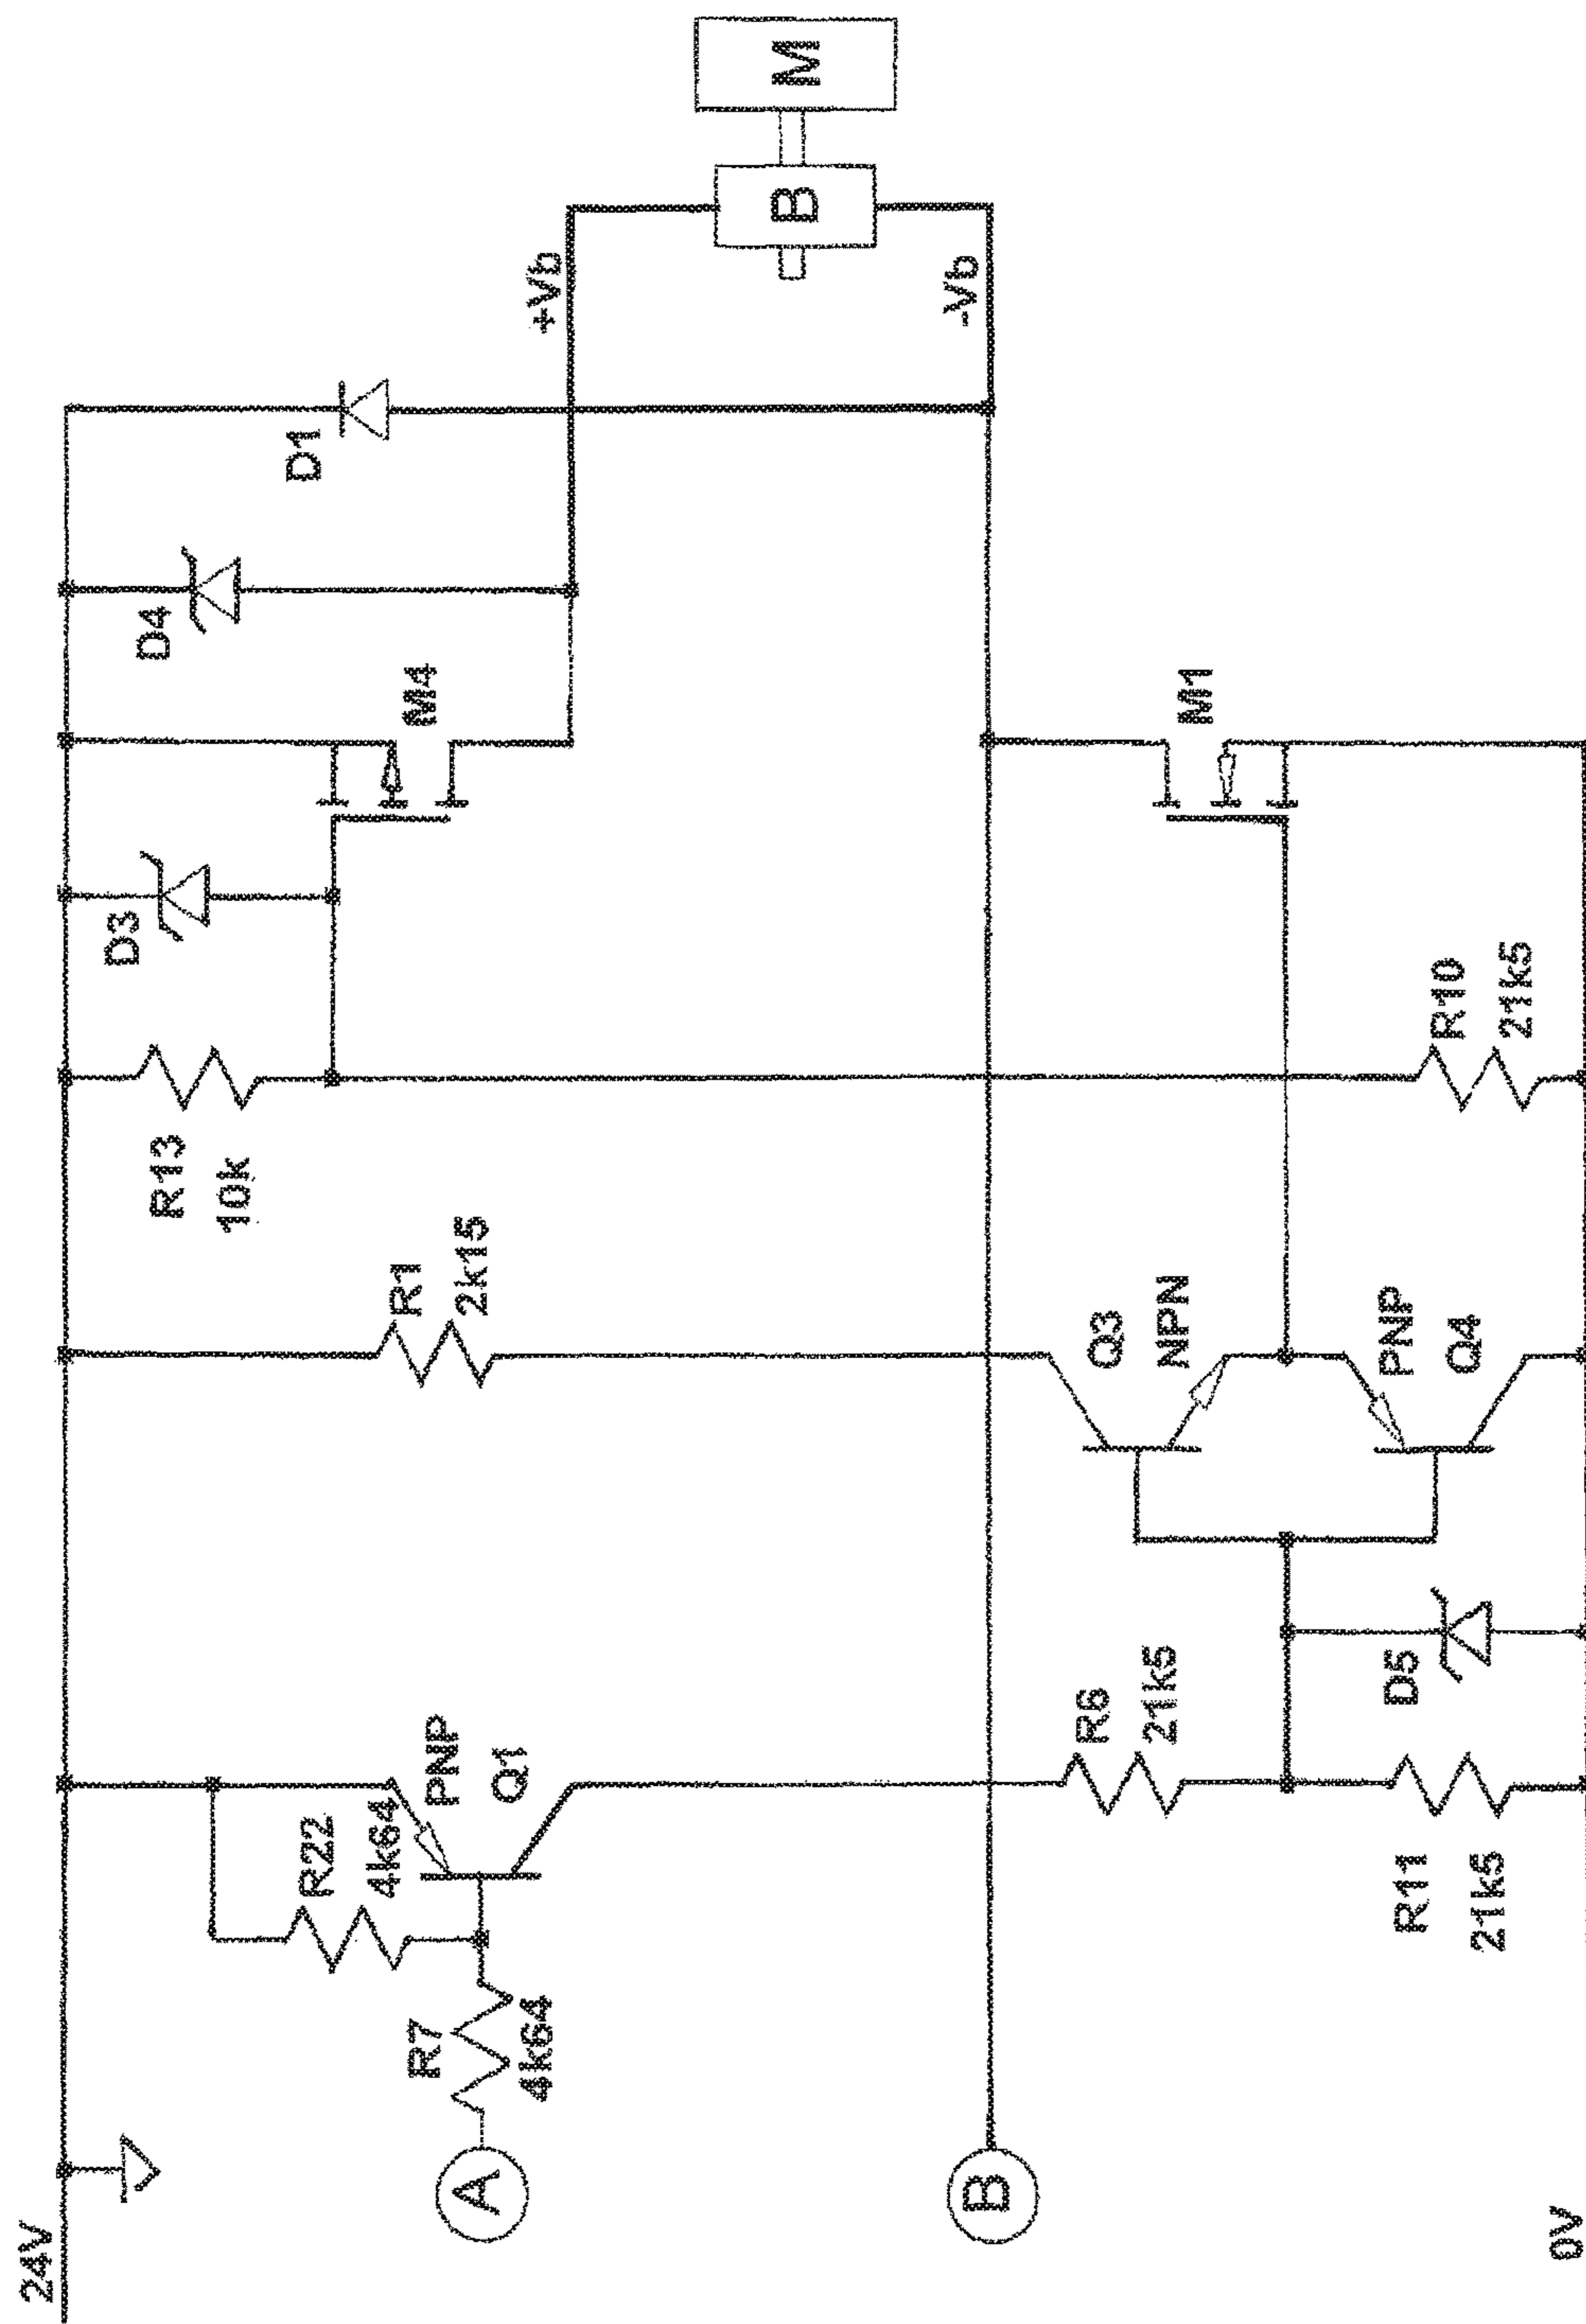 24V
R22
4k64
PNP
Q1
R7
4k64
A
R1
2k15
R13
10k
D3
M4
D4
D1
+Vb
-Vb
B
M
B
R6
21k5
R11
21k5
D5
Q3
NPN
PNP
Q4
R10
21k5
M1
0V